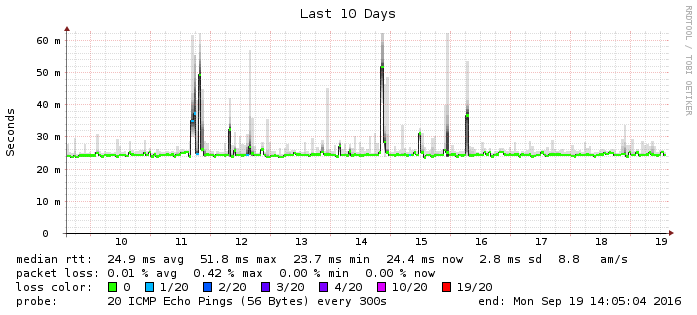 Last 10 Days
RRDTOOL / TOBI OETIKER
Seconds
60 m
50 m
40 m
30 m
20 m
10 m
0
10 11 12 13 14 15 16 17 18 19
median rtt: 24.9 ms avg 51.8 ms max 23.7 ms min 24.4 ms now 2.8 ms sd 8.8 am/s
packet loss: 0.01 % avg 0.42 % max 0.00 % min 0.00 % now
loss color: 0 1/20 2/20 3/20 4/20 10/20 19/20
probe: 20 ICMP Echo Pings (56 Bytes) every 300s end: Mon Sep 19 14:05:04 2016